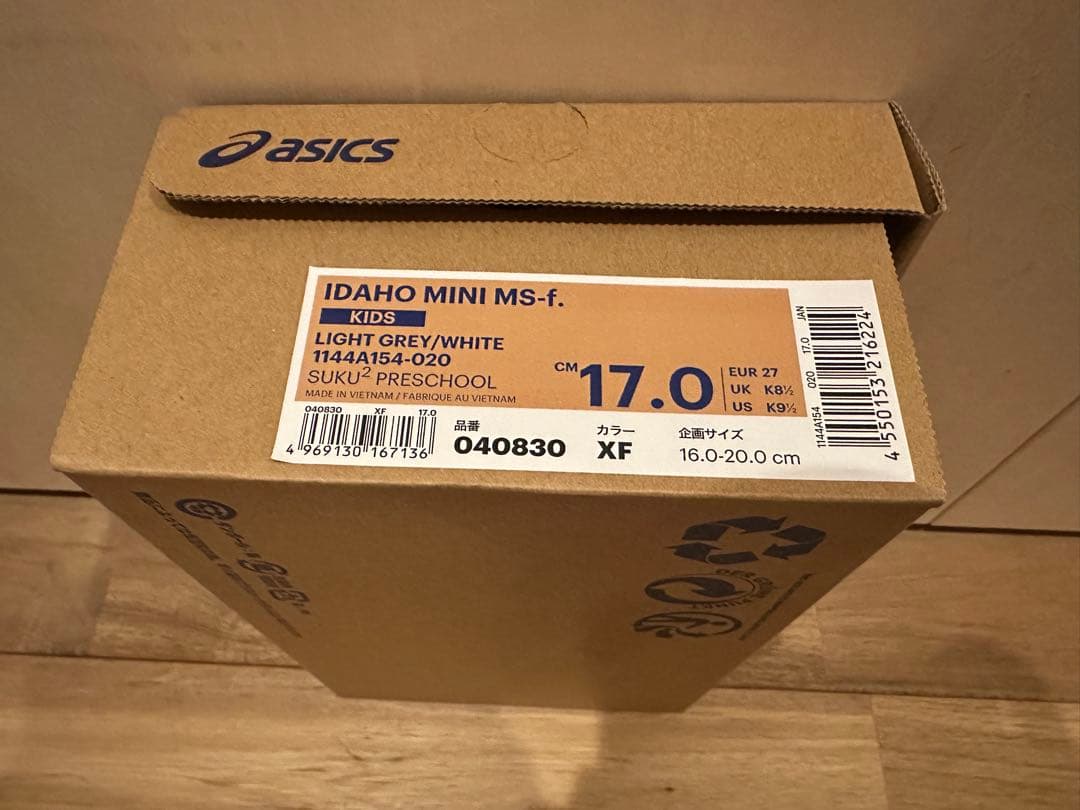 asics
IDAHO MINI MS-f.
KIDS
LIGHT GREY/WHITE
1144A154-020
SUKU2 PRESCHOOL
MADE IN VIETNAM / FABRIQUE AU VIETNAM
CM 17.0
EUR 27
UK K8½
US K9½
040830 XF 17.0
4 969130 167136
品番
040830
カラー
XF
企画サイズ
16.0-20.0 cm
1144A154 020 17.0 JAN
4 550153 216224